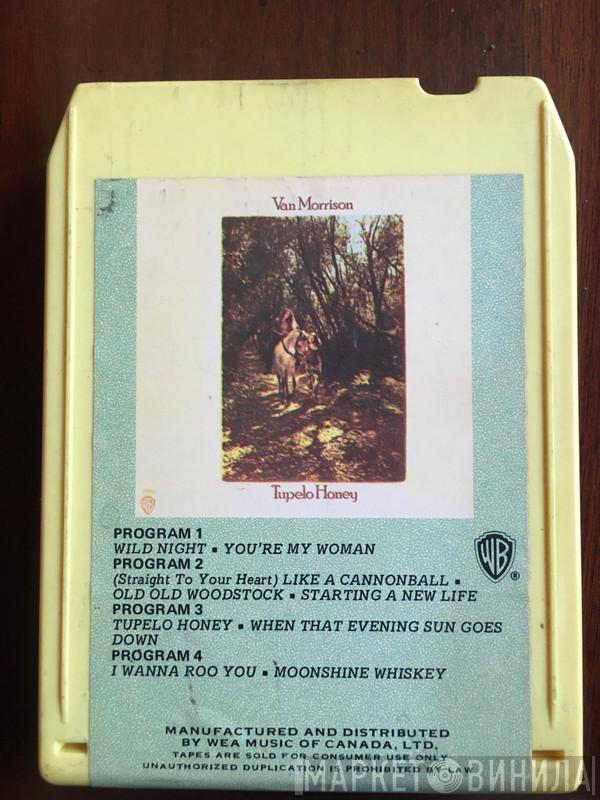 Van Morrison
Tupelo Honey
PROGRAM 1
WILD NIGHT ▪ YOU'RE MY WOMAN
PROGRAM 2
(Straight To Your Heart) LIKE A CANNONBALL ▪
OLD OLD WOODSTOCK ▪ STARTING A NEW LIFE
PROGRAM 3
TUPELO HONEY ▪ WHEN THAT EVENING SUN GOES
DOWN
PROGRAM 4
I WANNA ROO YOU ▪ MOONSHINE WHISKEY
WB ®
MANUFACTURED AND DISTRIBUTED
BY WEA MUSIC OF CANADA, LTD.
TAPES ARE SOLD FOR CONSUMER USE ONLY
UNAUTHORIZED DUPLICATION IS PROHIBITED BY LAW
МАРКЕТ ВИНИЛА